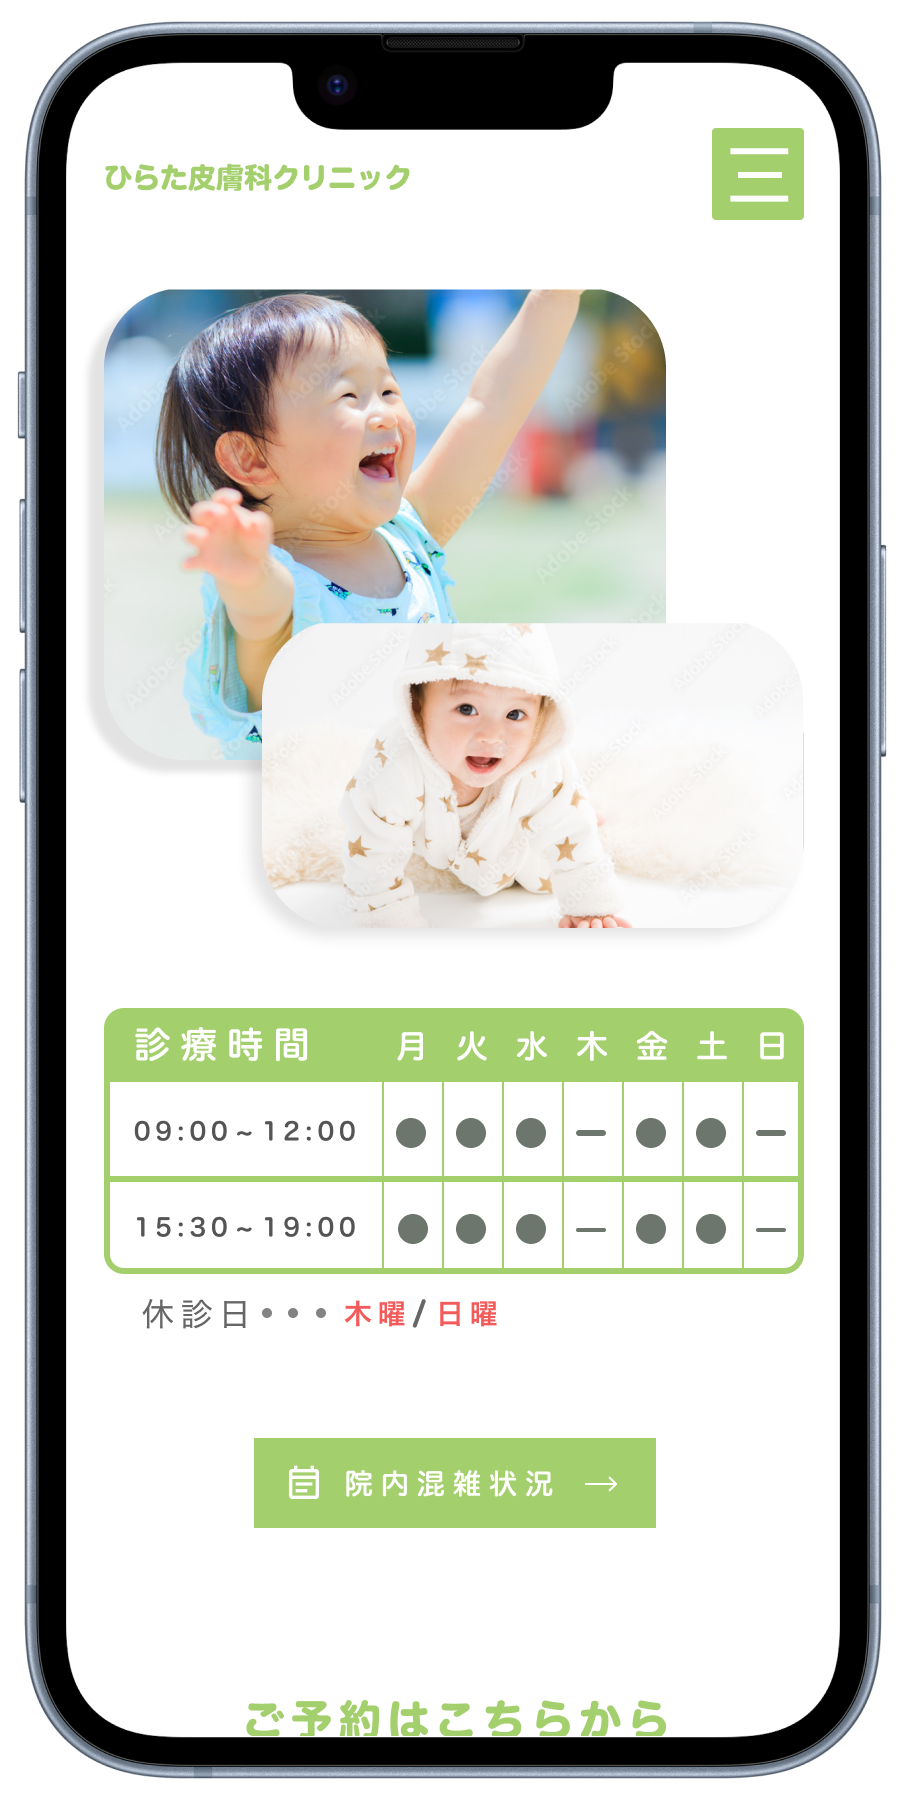 ひらた皮膚科クリニック
Adobe Stock
診療時間 月 火 水 木 金 土 日
09:00~12:00 ● ● ● ー ● ● ー
15:30~19:00 ● ● ● ー ● ● ー
休診日••• 木曜/日曜
院内混雑状況 →
ご予約はこちらから